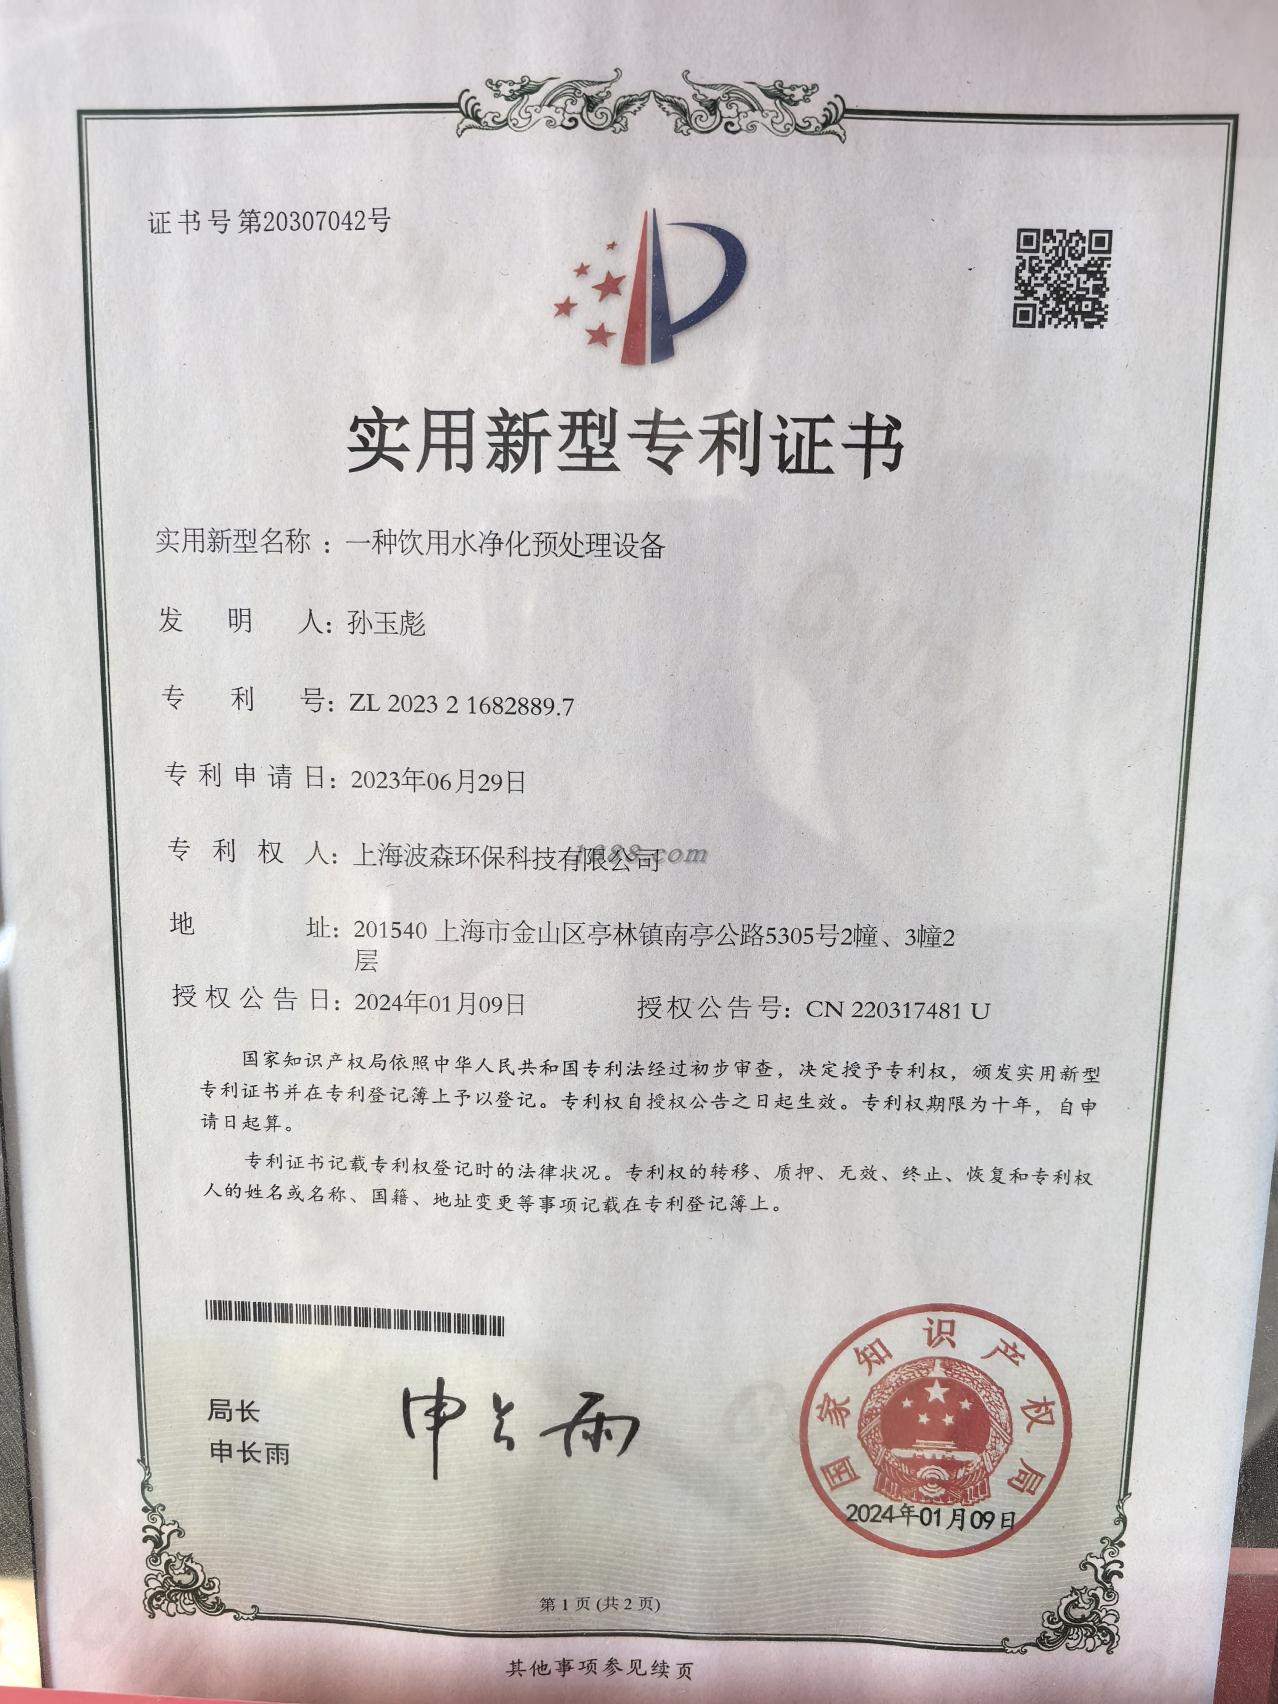 证书号第20307042号
实用新型专利证书
实用新型名称：一种饮用水净化预处理设备
发明人：孙玉彪
专利号：ZL 2023 2 1682889.7
专利申请日：2023年06月29日
专利权人：上海波森环保科技有限公司
1688.com
地址：201540 上海市金山区亭林镇南亭公路5305号2幢、3幢2
层
授权公告日：2024年01月09日 授权公告号：CN 220317481 U
国家知识产权局依照中华人民共和国专利法经过初步审查，决定授予专利权，颁发实用新型
专利证书并在专利登记簿上予以登记。专利权自授权公告之日起生效。专利权期限为十年，自申
请日起算。
专利证书记载专利权登记时的法律状况。专利权的转移、质押、无效、终止、恢复和专利权
人的姓名或名称、国籍、地址变更等事项记载在专利登记簿上。
局长
申长雨
申长雨
国家知识产权局
2024年01月09日
第 1 页 (共 2 页)
其他事项参见续页